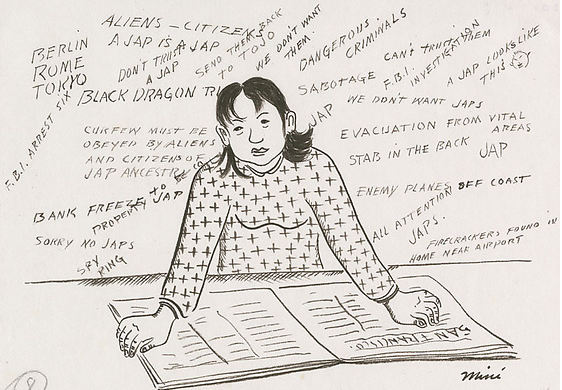 ALIENS - CITIZENS
A JAP IS A JAP
BERLIN
ROME
TOKYO
DON'T TRUST
A JAP
SEND THEM BACK
TO TOJO
WE DON'T WANT
THEM.
DANGEROUS
CRIMINALS
CAN'T TRUST
THEM
F.B.I.
INVESTIGATION
A JAP LOOKS LIKE
THIS
BLACK DRAGON
SABOTAGE
WE DON'T WANT JAPS
JAP
F.B.I. ARREST SIX
CURFEW MUST BE
OBEYED BY ALIENS
AND CITIZENS OF
JAP ANCESTRY
EVACUATION FROM VITAL
AREAS
STAB IN THE BACK
JAP
BANK FREEZE JAP
PROPERTY TO BE
ENEMY PLANES OFF COAST
SORRY NO JAPS
SPY
RING
ALL ATTENTION
JAPS.
FIRECRACKERS FOUND IN
HOME NEAR AIRPORT
SAN FRANCISCO
Miné
8